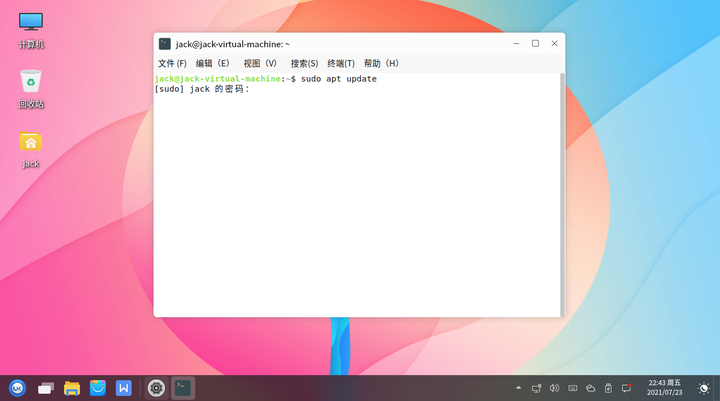 计算机
回收站
jack
jack@jack-virtual-machine: ~
文件(F) 编辑(E) 视图(V) 搜索(S) 终端(T) 帮助(H)
jack@jack-virtual-machine:~$ sudo apt update
[sudo] jack 的密码：
22:43 周五
2021/07/23